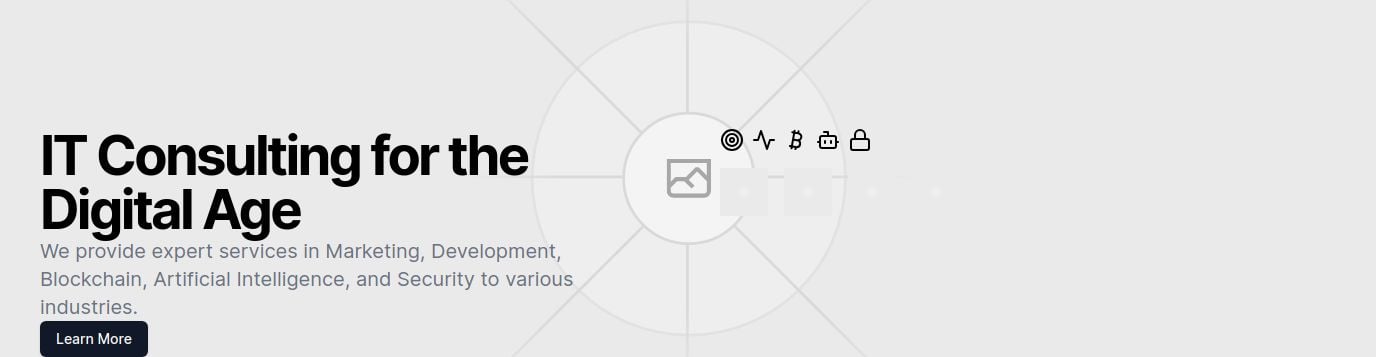 IT Consulting for the
Digital Age
We provide expert services in Marketing, Development,
Blockchain, Artificial Intelligence, and Security to various
industries.
Learn More